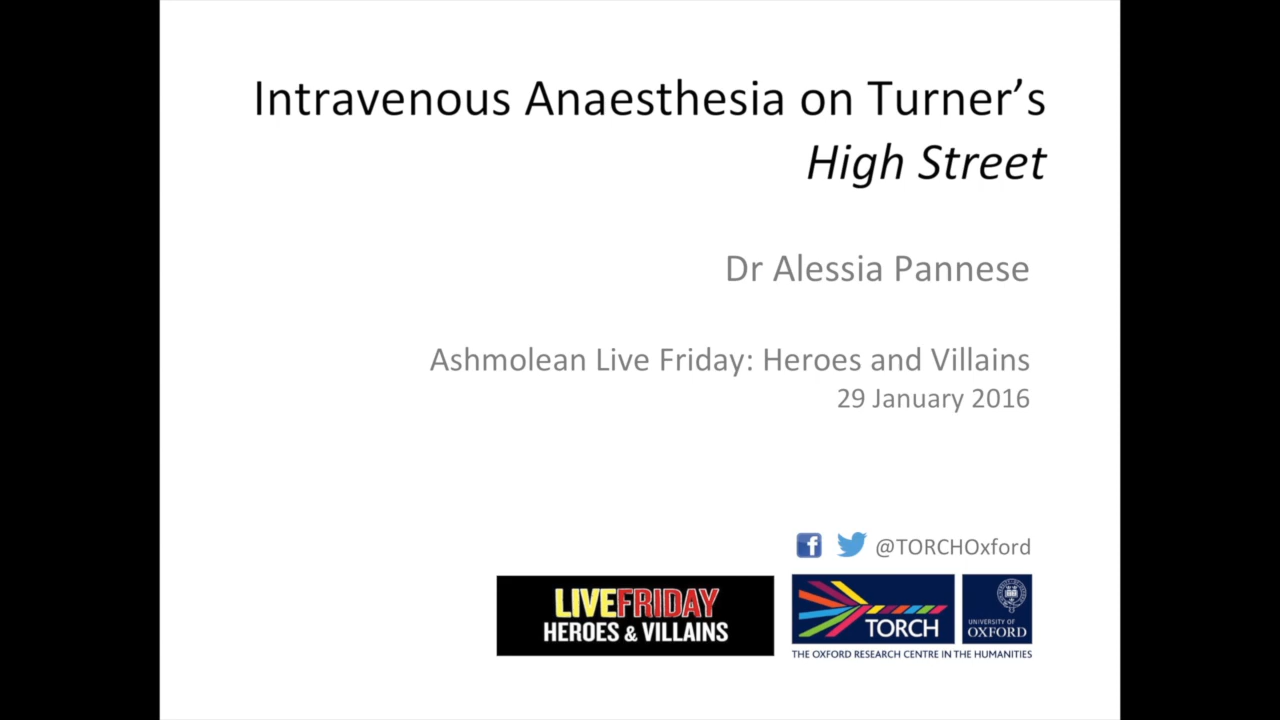 Intravenous Anaesthesia on Turner’s
High Street
Dr Alessia Pannese
Ashmolean Live Friday: Heroes and Villains
29 January 2016
@TORCHOxford
LIVEFRIDAY
HEROES & VILLAINS
TORCH
UNIVERSITY OF
OXFORD
THE OXFORD RESEARCH CENTRE IN THE HUMANITIES